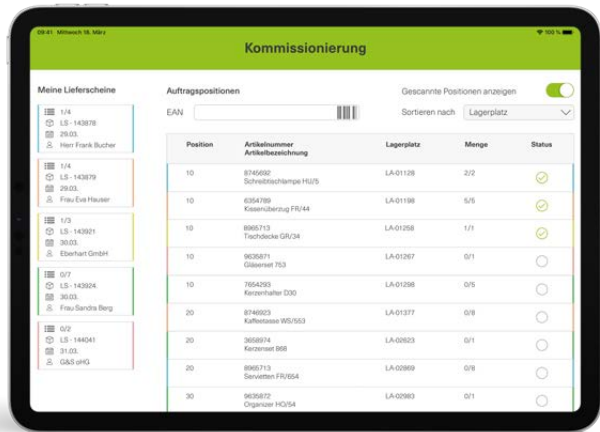 09:41 Mittwoch 18. März
100 %
Kommissionierung
Meine Lieferscheine
1/4
LS - 143878
29.03.
Herr Frank Bucher
1/4
LS - 143879
29.03.
Frau Eva Hauser
1/3
LS - 143921
30.03.
Eberhart GmbH
0/7
LS - 143924
30.03.
Frau Sandra Berg
0/2
LS - 144041
31.03.
G&S oHG
Auftragspositionen
Gescannte Positionen anzeigen
EAN
Sortieren nach Lagerplatz
Position Artikelnummer Lagerplatz Menge Status
Artikelbezeichnung
10 8745692 LA-01128 2/2
Schreibtischlampe HU/5
10 6354789 LA-01198 5/5
Kissenüberzug FR/44
10 8965713 LA-01258 1/1
Tischdecke GR/34
10 9635871 LA-01267 0/1
Gläserset 753
10 7654293 LA-01298 0/5
Kerzenhalter D30
20 8746923 LA-01377 0/8
Kaffeetasse WS/553
20 3658974 LA-02623 0/1
Kerzenset 868
20 8965713 LA-02869 0/8
Servietten FR/654
30 9635872 LA-02983 0/1
Organizer HO/54